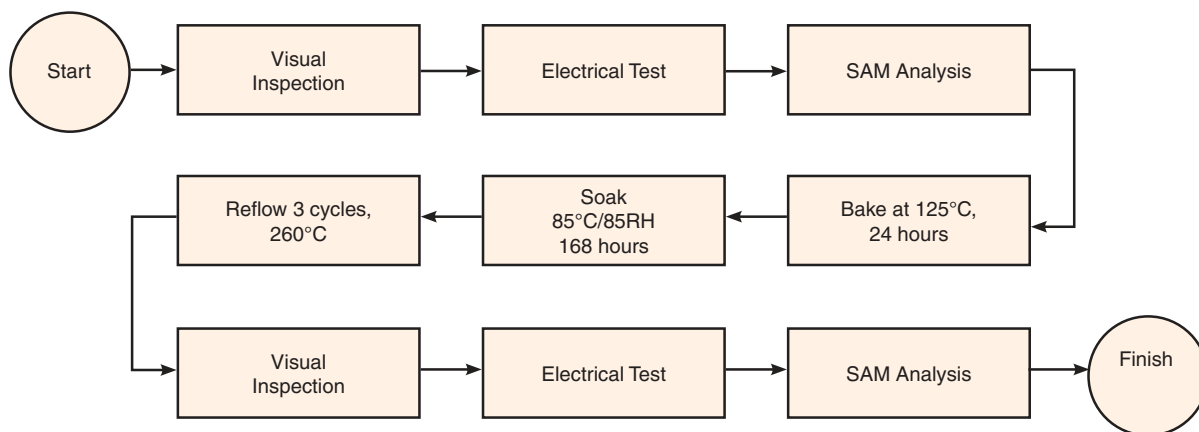 Start
Visual
Inspection
Electrical Test
SAM Analysis
Bake at 125°C,
24 hours
Soak
85°C/85RH
168 hours
Reflow 3 cycles,
260°C
Visual
Inspection
Electrical Test
SAM Analysis
Finish